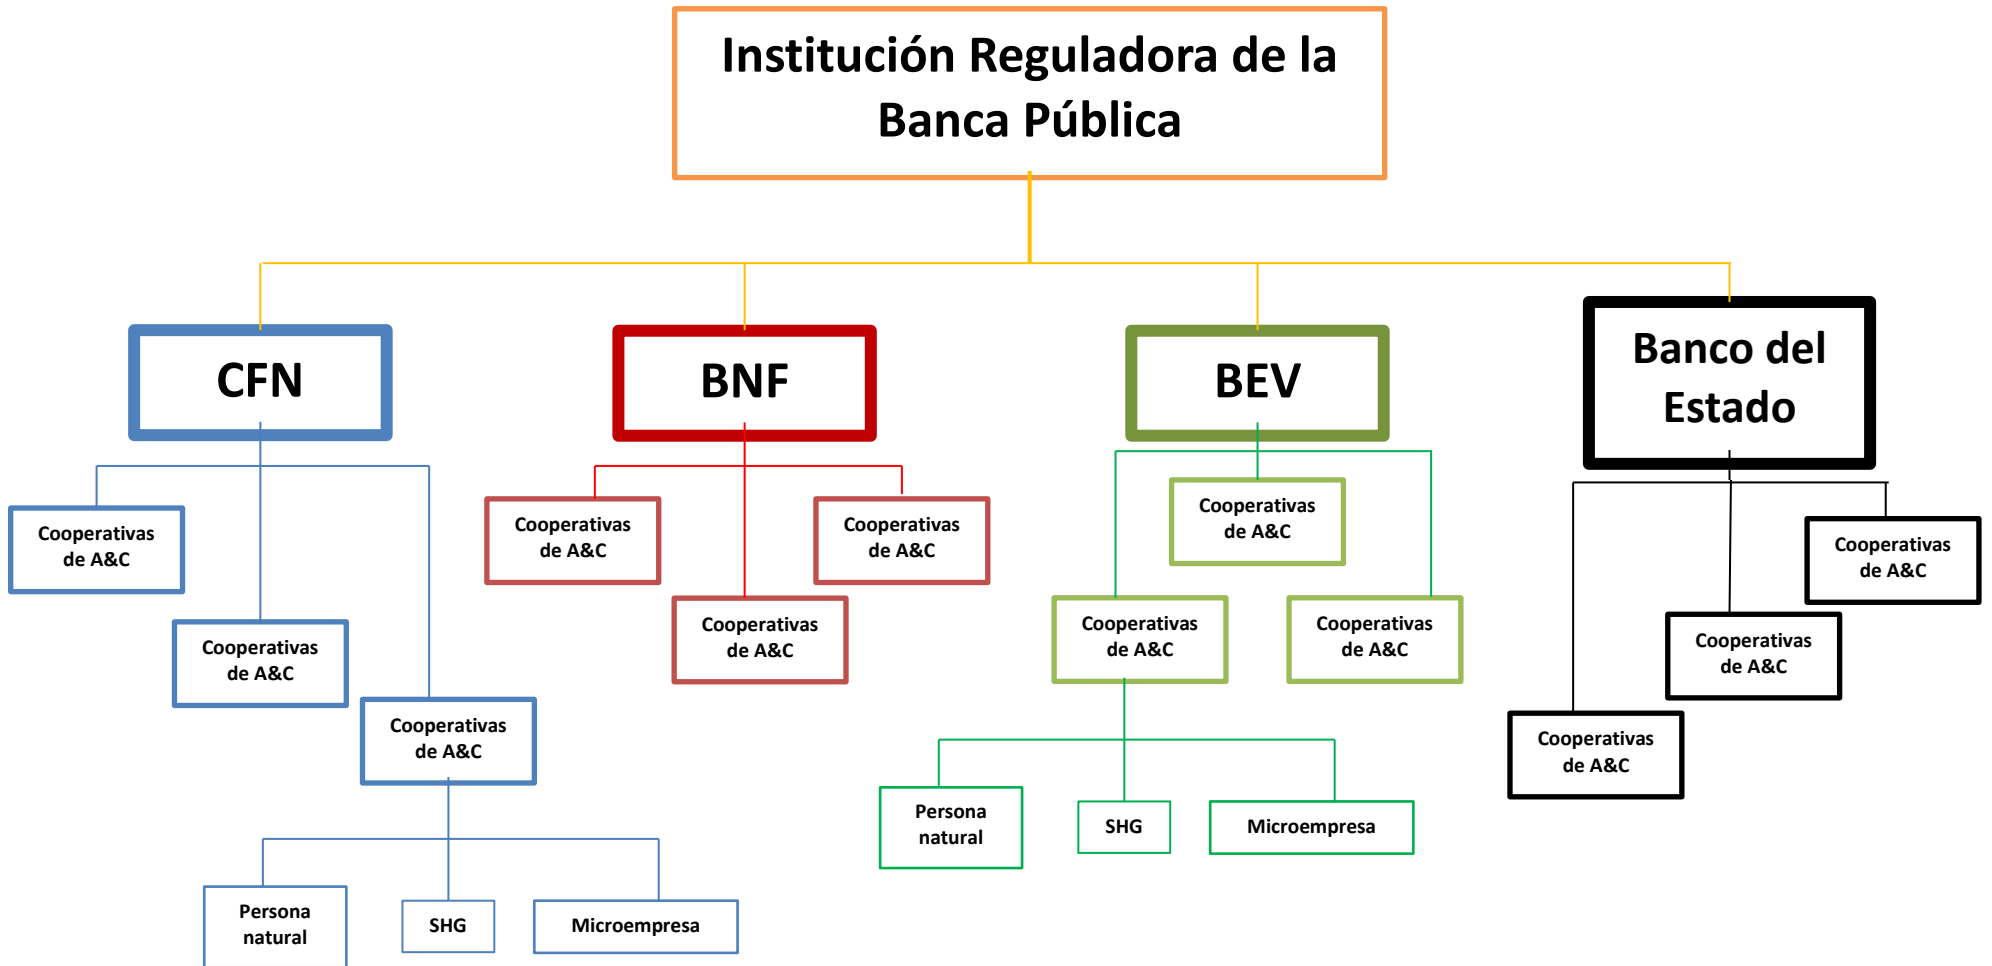 Institución Reguladora de la
Banca Pública
CFN
BNF
BEV
Banco del
Estado
Cooperativas
de A&C
Cooperativas
de A&C
Cooperativas
de A&C
Persona
natural
SHG
Microempresa
Cooperativas
de A&C
Cooperativas
de A&C
Cooperativas
de A&C
Cooperativas
de A&C
Cooperativas
de A&C
Cooperativas
de A&C
Persona
natural
SHG
Microempresa
Cooperativas
de A&C
Cooperativas
de A&C
Cooperativas
de A&C